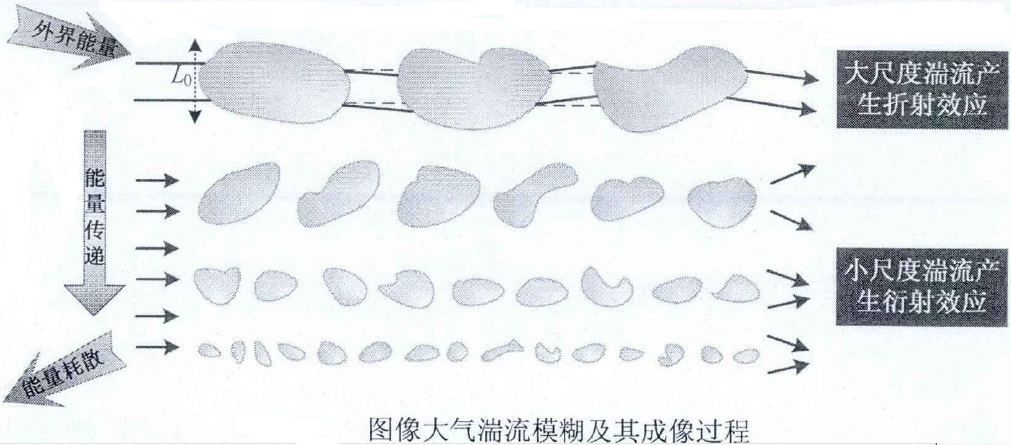 外界能量
L0
大尺度湍流产
生折射效应
能量传递
小尺度湍流产
生衍射效应
能量耗散
图像大气湍流模糊及其成像过程